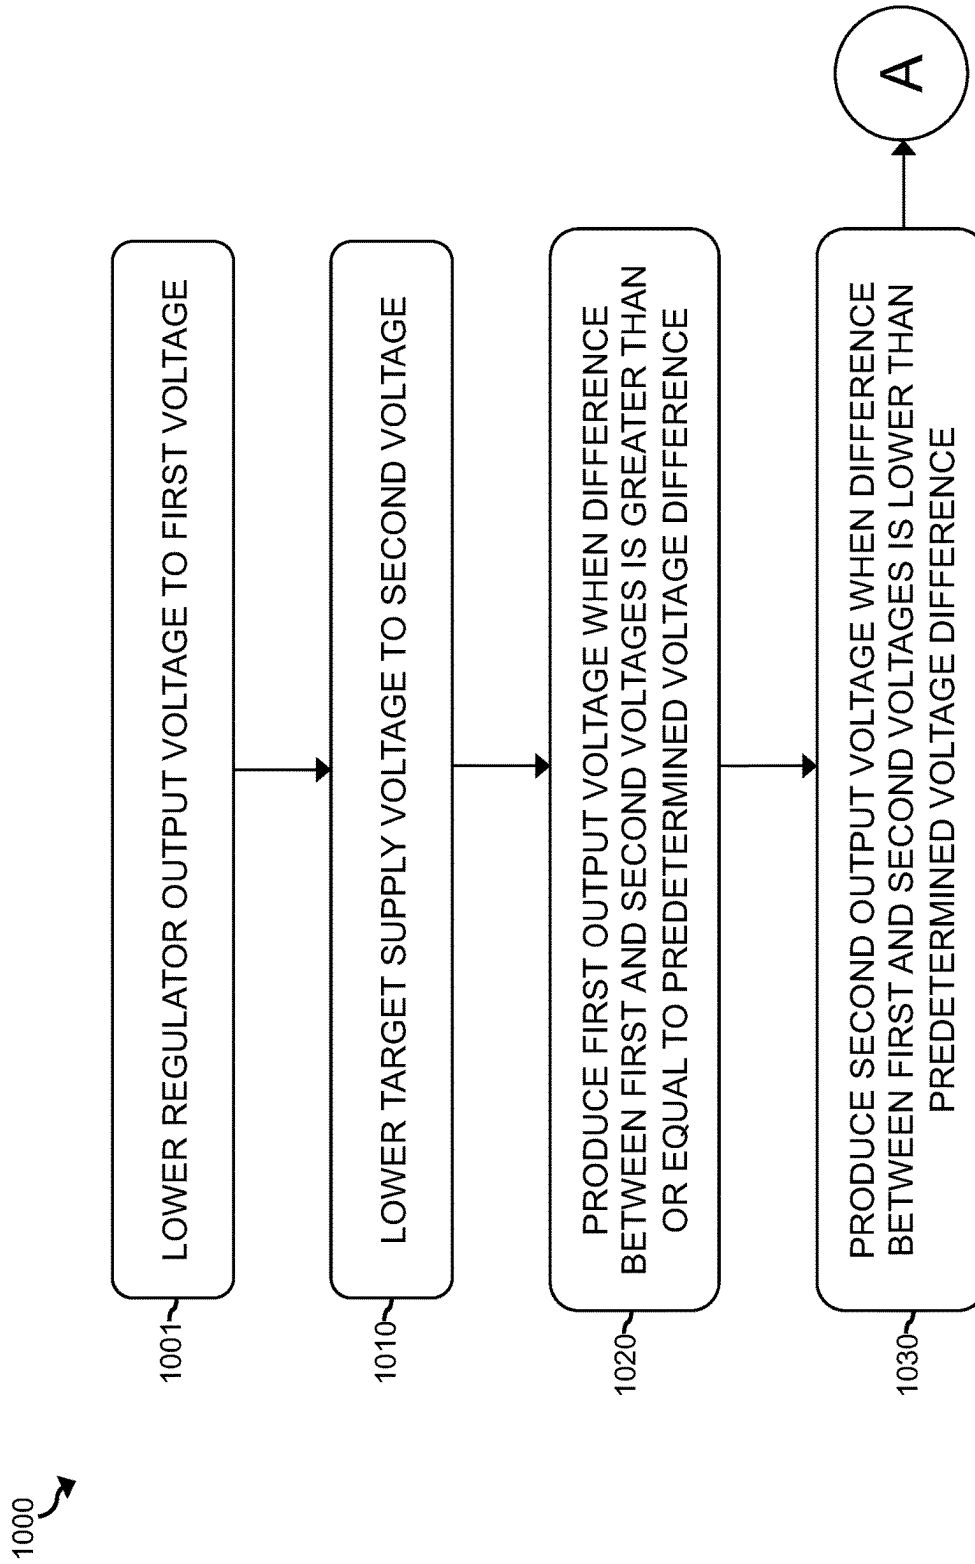 1000
1001
LOWER REGULATOR OUTPUT VOLTAGE TO FIRST VOLTAGE
1010
LOWER TARGET SUPPLY VOLTAGE TO SECOND VOLTAGE
1020
PRODUCE FIRST OUTPUT VOLTAGE WHEN DIFFERENCE
BETWEEN FIRST AND SECOND VOLTAGES IS GREATER THAN
OR EQUAL TO PREDETERMINED VOLTAGE DIFFERENCE
1030
PRODUCE SECOND OUTPUT VOLTAGE WHEN DIFFERENCE
BETWEEN FIRST AND SECOND VOLTAGES IS LOWER THAN
PREDETERMINED VOLTAGE DIFFERENCE
A